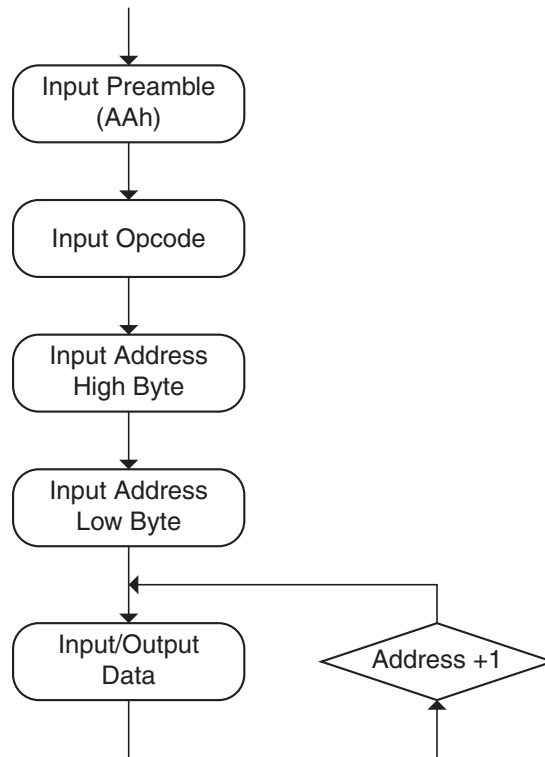 Input Preamble
(AAh)
Input Opcode
Input Address
High Byte
Input Address
Low Byte
Input/Output
Data
Address +1